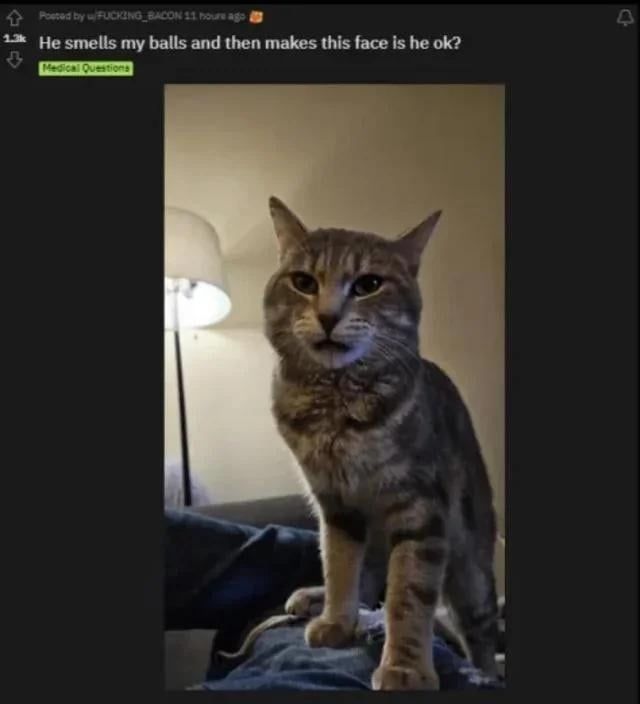 Posted by u/FUCKING_BACON 11 hours ago
1.3k
He smells my balls and then makes this face is he ok?
Medical Questions